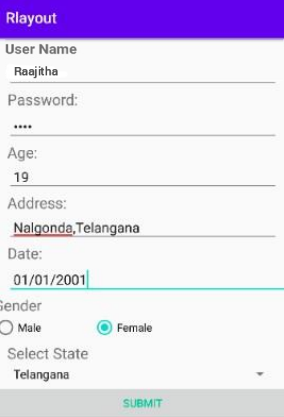 Rlayout
User Name
Raajitha
Password:
••••
Age:
19
Address:
Nalgonda,Telangana
Date:
01/01/2001
Gender
Male Female
Select State
Telangana
SUBMIT